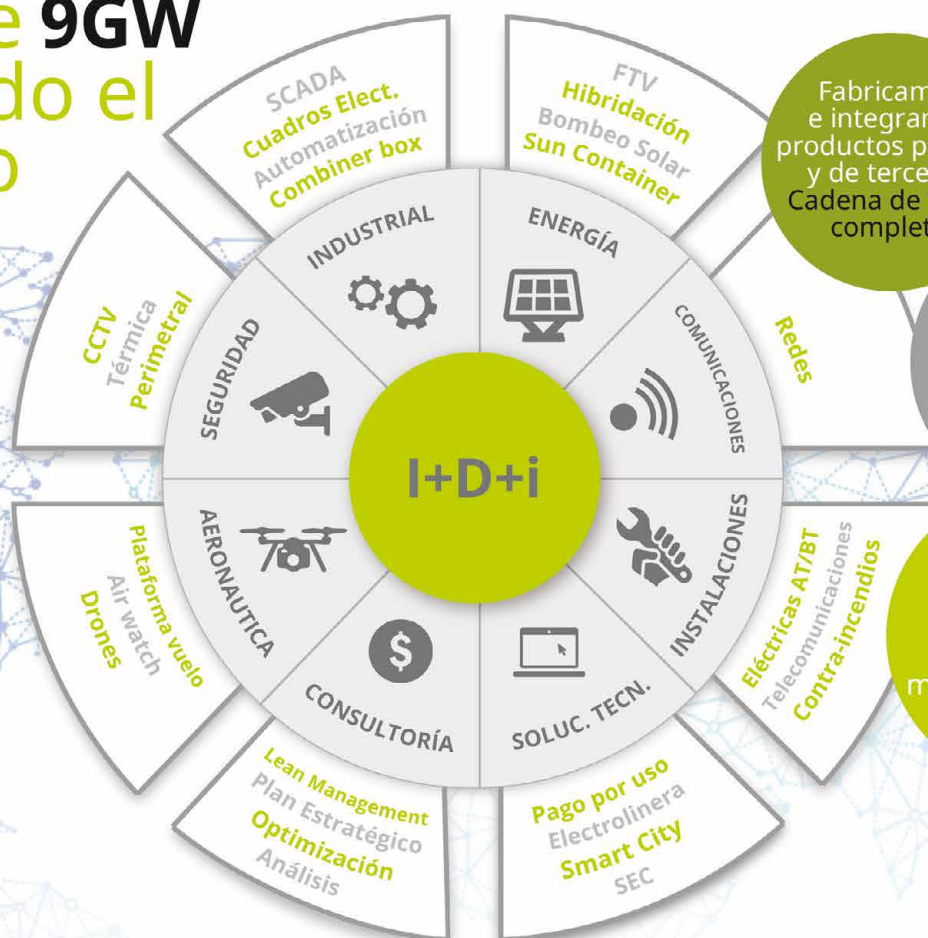 e 9GW
do el
o
SCADA
Cuadros Elect.
Automatización
Combiner box
FTV
Hibridación
Bombeo Solar
Sun Container
Fabricam
e integrar
productos p
y de terce
Cadena de
complet
INDUSTRIAL
ENERGÍA
SEGURIDAD
COMUNICACIONES
CCTV
Térmica
Perimetral
Redes
I+D+i
AERONAUTICA
INSTALACIONES
Plataforma vuelo
Air watch
Drones
Eléctricas AT/BT
Telecomunicaciones
Contra-incendios
m
CONSULTORÍA
SOLUC. TECN.
Lean Management
Plan Estratégico
Optimización
Análisis
Pago por uso
Electrolinera
Smart City
SEC